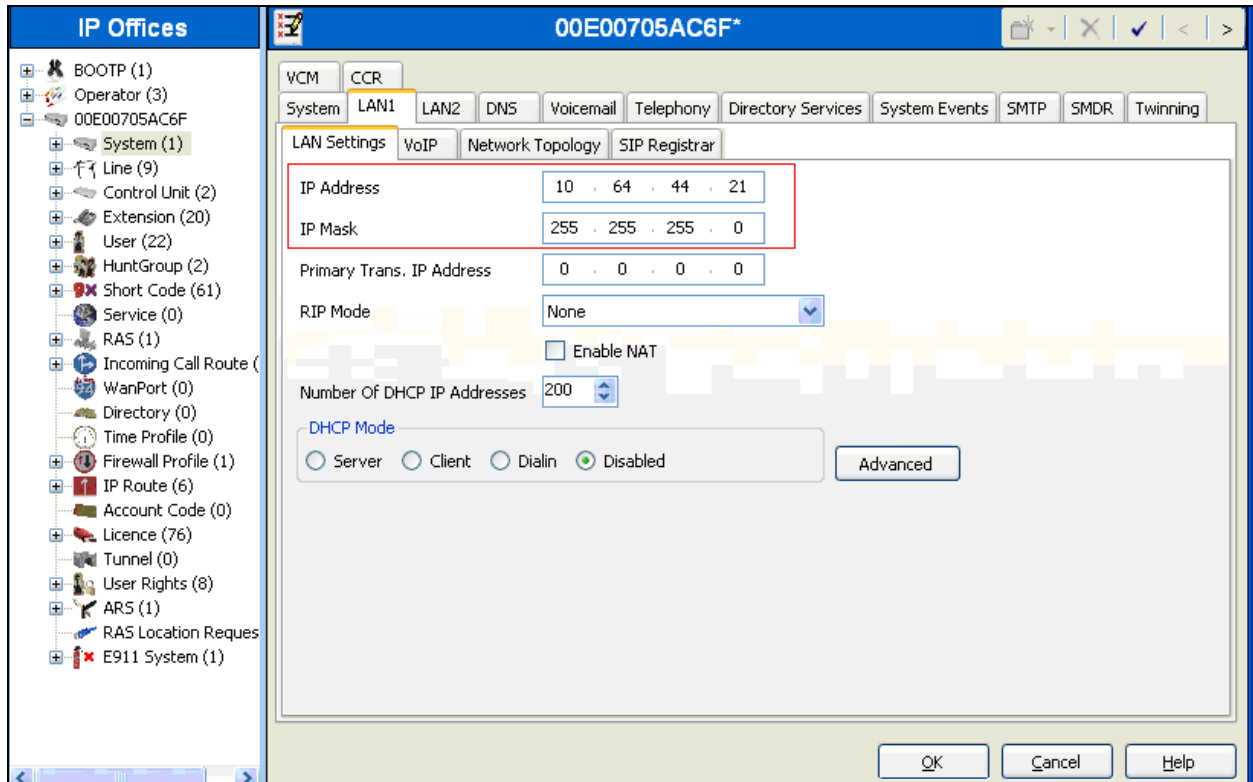 IP Offices
BOOTP (1)
Operator (3)
00E00705AC6F
System (1)
Line (9)
Control Unit (2)
Extension (20)
User (22)
HuntGroup (2)
Short Code (61)
Service (0)
RAS (1)
Incoming Call Route (
WanPort (0)
Directory (0)
Time Profile (0)
Firewall Profile (1)
IP Route (6)
Account Code (0)
Licence (76)
Tunnel (0)
User Rights (8)
ARS (1)
RAS Location Reques
E911 System (1)
00E00705AC6F*
VCM CCR
System LAN1 LAN2 DNS Voicemail Telephony Directory Services System Events SMTP SMDR Twinning
LAN Settings VoIP Network Topology SIP Registrar
IP Address 10 . 64 . 44 . 21
IP Mask 255 . 255 . 255 . 0
Primary Trans. IP Address 0 . 0 . 0 . 0
RIP Mode None
Enable NAT
Number Of DHCP IP Addresses 200
DHCP Mode
Server Client Dialin Disabled Advanced
OK Cancel Help